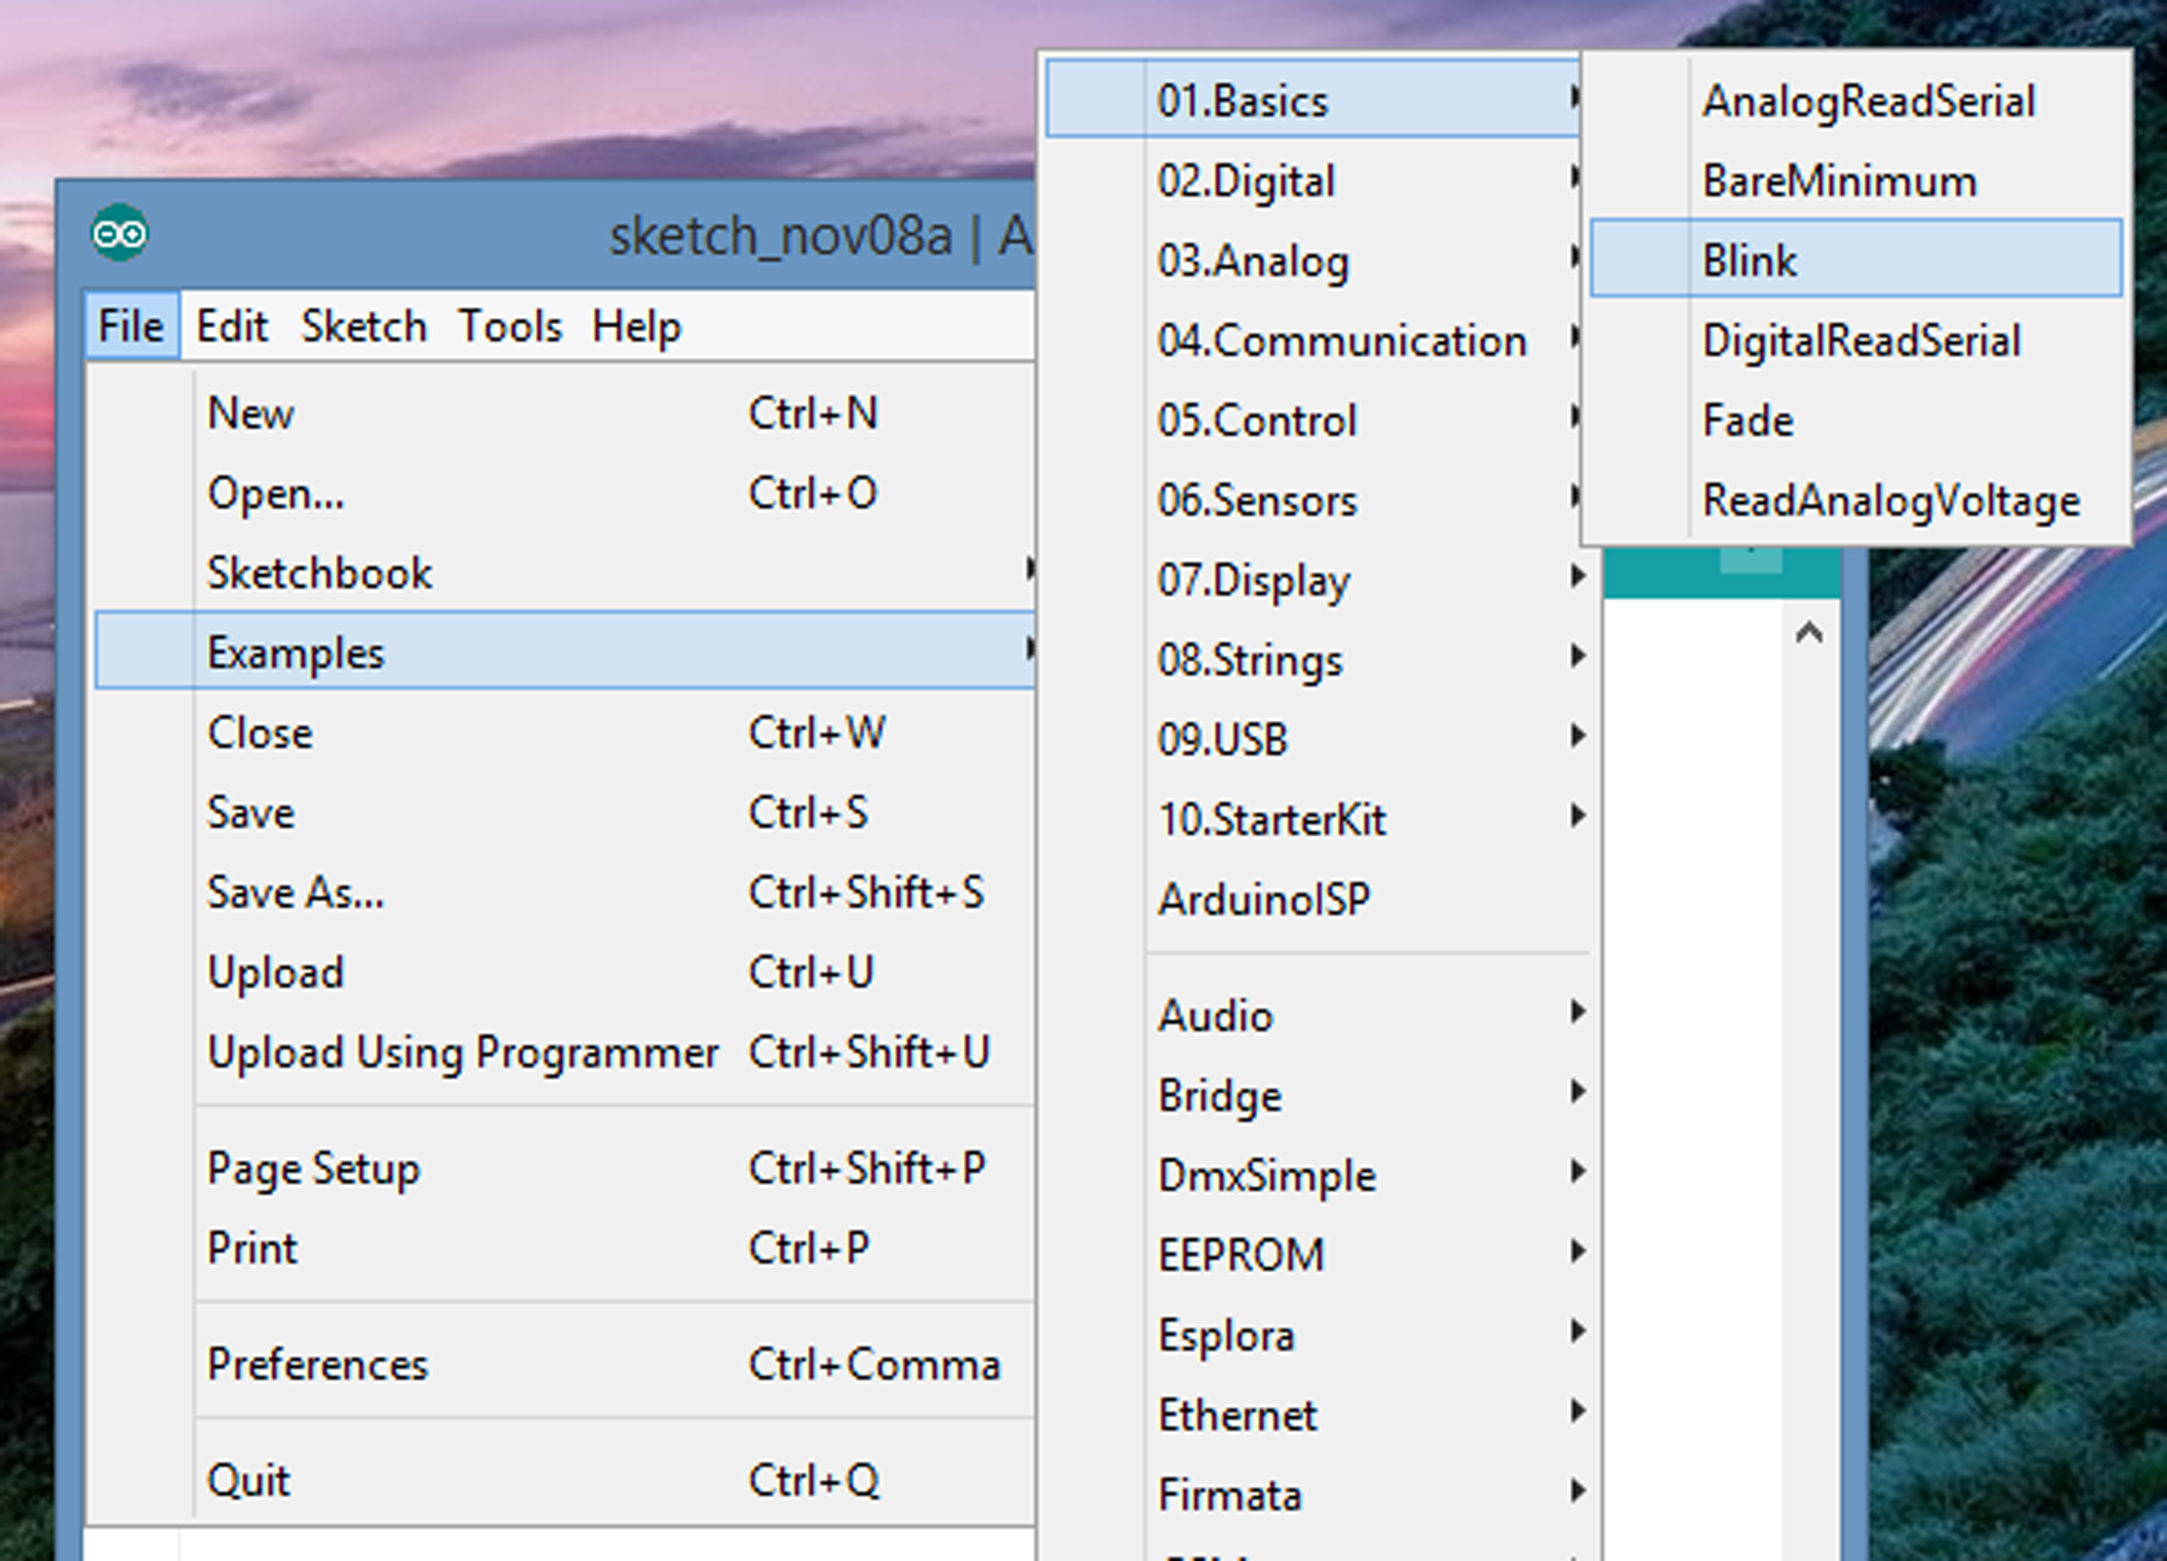 sketch_nov08a | A
File Edit Sketch Tools Help
New Ctrl+N
Open... Ctrl+O
Sketchbook
Examples
Close Ctrl+W
Save Ctrl+S
Save As... Ctrl+Shift+S
Upload Ctrl+U
Upload Using Programmer Ctrl+Shift+U
Page Setup Ctrl+Shift+P
Print Ctrl+P
Preferences Ctrl+Comma
Quit Ctrl+Q
01.Basics
02.Digital
03.Analog
04.Communication
05.Control
06.Sensors
07.Display
08.Strings
09.USB
10.StarterKit
ArduinoISP
Audio
Bridge
DmxSimple
EEPROM
Esplora
Ethernet
Firmata
AnalogReadSerial
BareMinimum
Blink
DigitalReadSerial
Fade
ReadAnalogVoltage